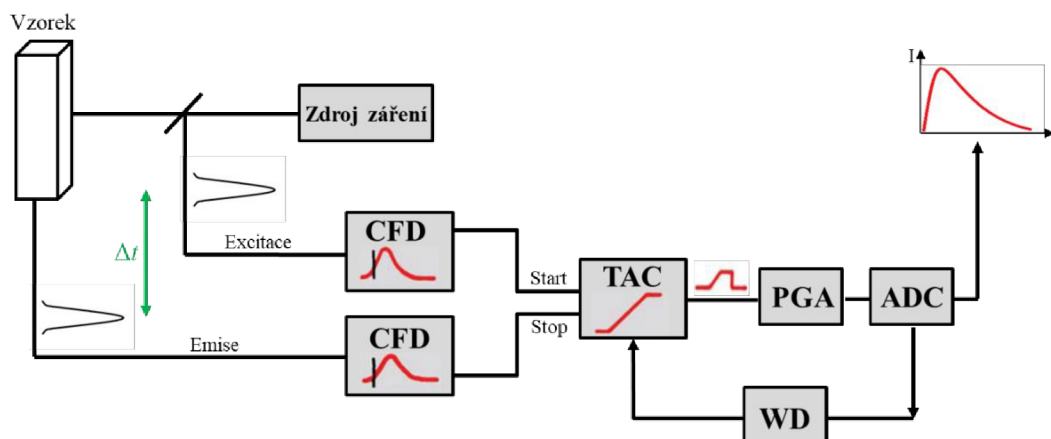 Vzorek
I
Zdroj záření
Δt
Excitace
CFD
Start
TAC
PGA
ADC
Stop
Emise
CFD
WD